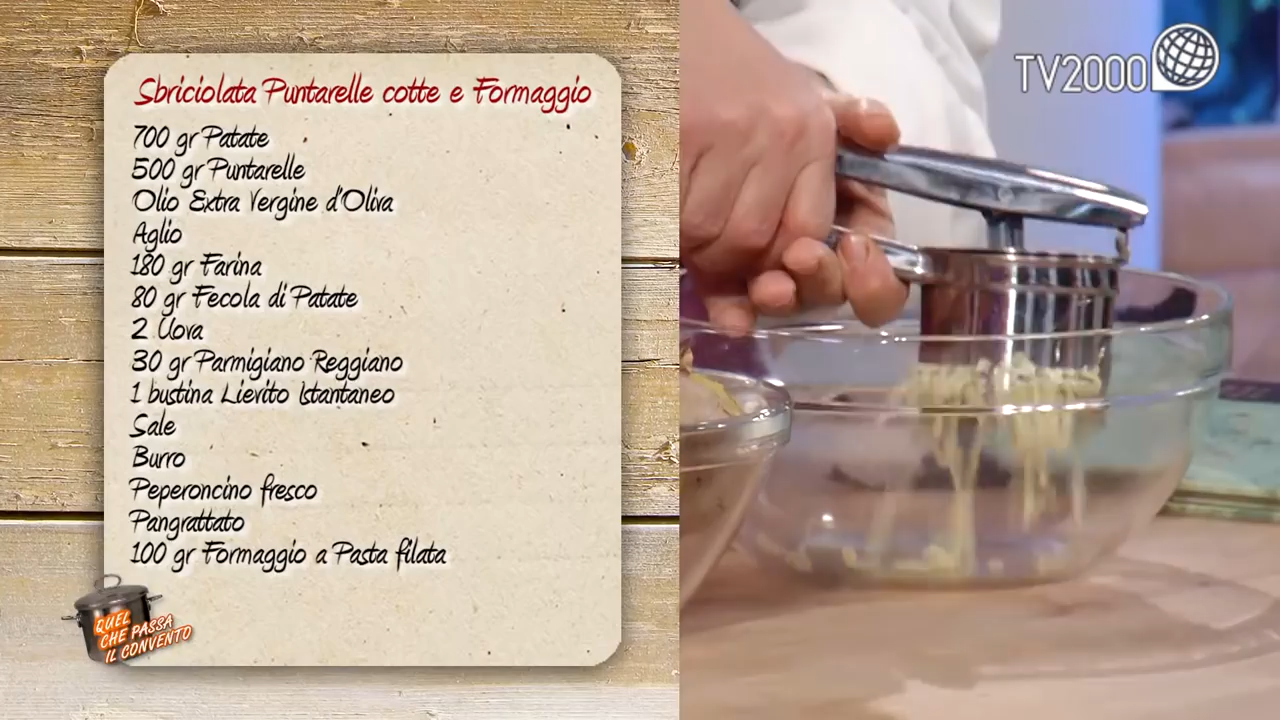 Sbriciolata Puntarelle cotte e Formaggio
700 gr Patate
500 gr Puntarelle
Olio Extra Vergine d'Oliva
Aglio
180 gr Farina
80 gr Fecola di Patate
2 Uova
30 gr Parmigiano Reggiano
1 bustina Lievito Istantaneo
Sale
Burro
Peperoncino fresco
Pangrattato
100 gr Formaggio a Pasta filata
QUEL
CHE PASSA
IL CONVENTO
TV2000